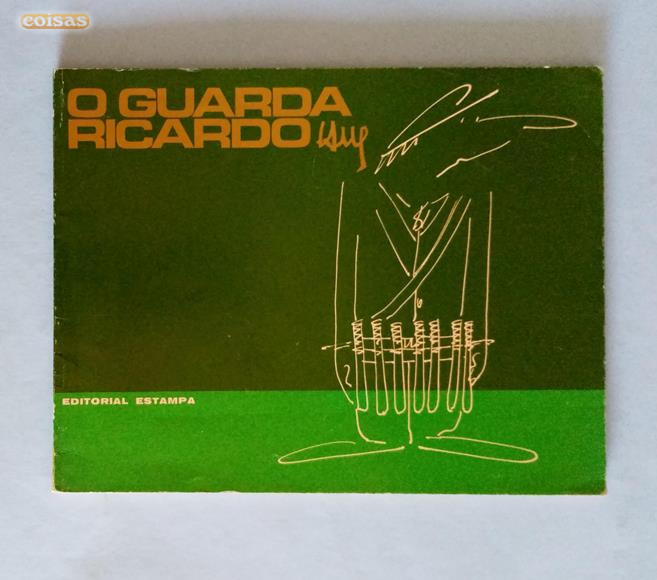 coisas
O GUARDA
RICARDO
EDITORIAL ESTAMPA